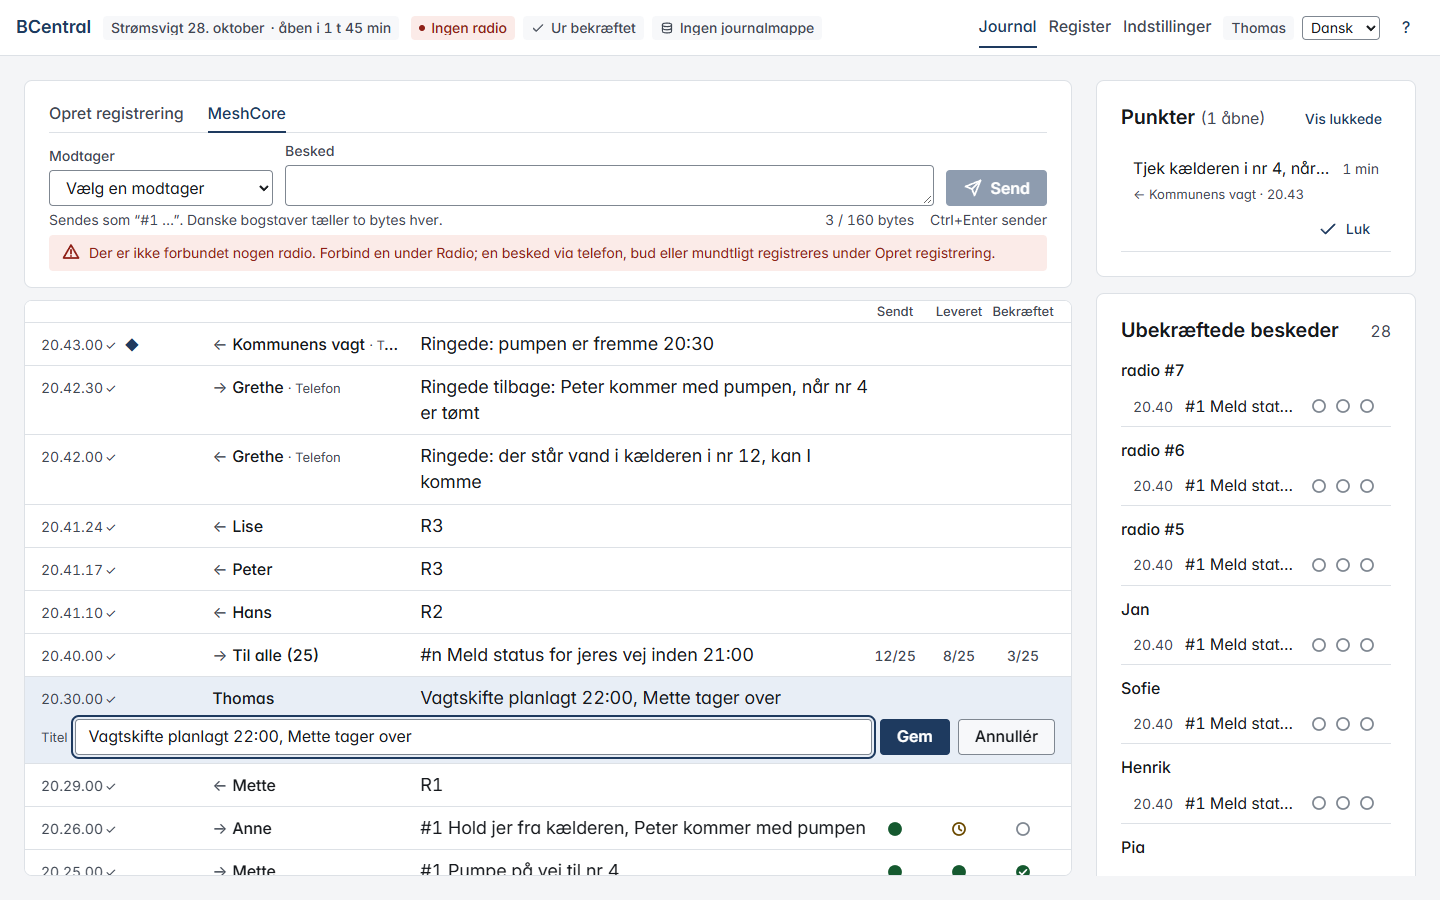 BCentral
Strømsvigt 28. oktober · åben i 1 t 45 min
Ingen radio
Ur bekræftet
Ingen journalmappe
Journal
Register
Indstillinger
Thomas
Dansk
?
Opret registrering
MeshCore
Modtager
Besked
Vælg en modtager
Send
Sendes som “#1 ...”. Danske bogstaver tæller to bytes hver.
3 / 160 bytes
Ctrl+Enter sender
Der er ikke forbundet nogen radio. Forbind en under Radio; en besked via telefon, bud eller mundtligt registreres under Opret registrering.
Sendt Leveret Bekræftet
20.43.00 ← Kommunens vagt · T... Ringede: pumpen er fremme 20:30
20.42.30 → Grethe · Telefon Ringede tilbage: Peter kommer med pumpen, når nr 4
er tømt
20.42.00 ← Grethe · Telefon Ringede: der står vand i kælderen i nr 12, kan I
komme
20.41.24 ← Lise R3
20.41.17 ← Peter R3
20.41.10 ← Hans R2
20.40.00 → Til alle (25) #n Meld status for jeres vej inden 21:00 12/25 8/25 3/25
20.30.00 Thomas Vagtskifte planlagt 22:00, Mette tager over
Titel Vagtskifte planlagt 22:00, Mette tager over Gem Annullér
20.29.00 ← Mette R1
20.26.00 → Anne #1 Hold jer fra kælderen, Peter kommer med pumpen
20.25.00 → Mette #1 Pumpe på vej til nr 4
Punkter (1 åbne)
Vis lukkede
Tjek kælderen i nr 4, når... 1 min
← Kommunens vagt · 20.43
Luk
Ubekræftede beskeder 28
radio #7
20.40 #1 Meld stat...
radio #6
20.40 #1 Meld stat...
radio #5
20.40 #1 Meld stat...
Jan
20.40 #1 Meld stat...
Sofie
20.40 #1 Meld stat...
Henrik
20.40 #1 Meld stat...
Pia